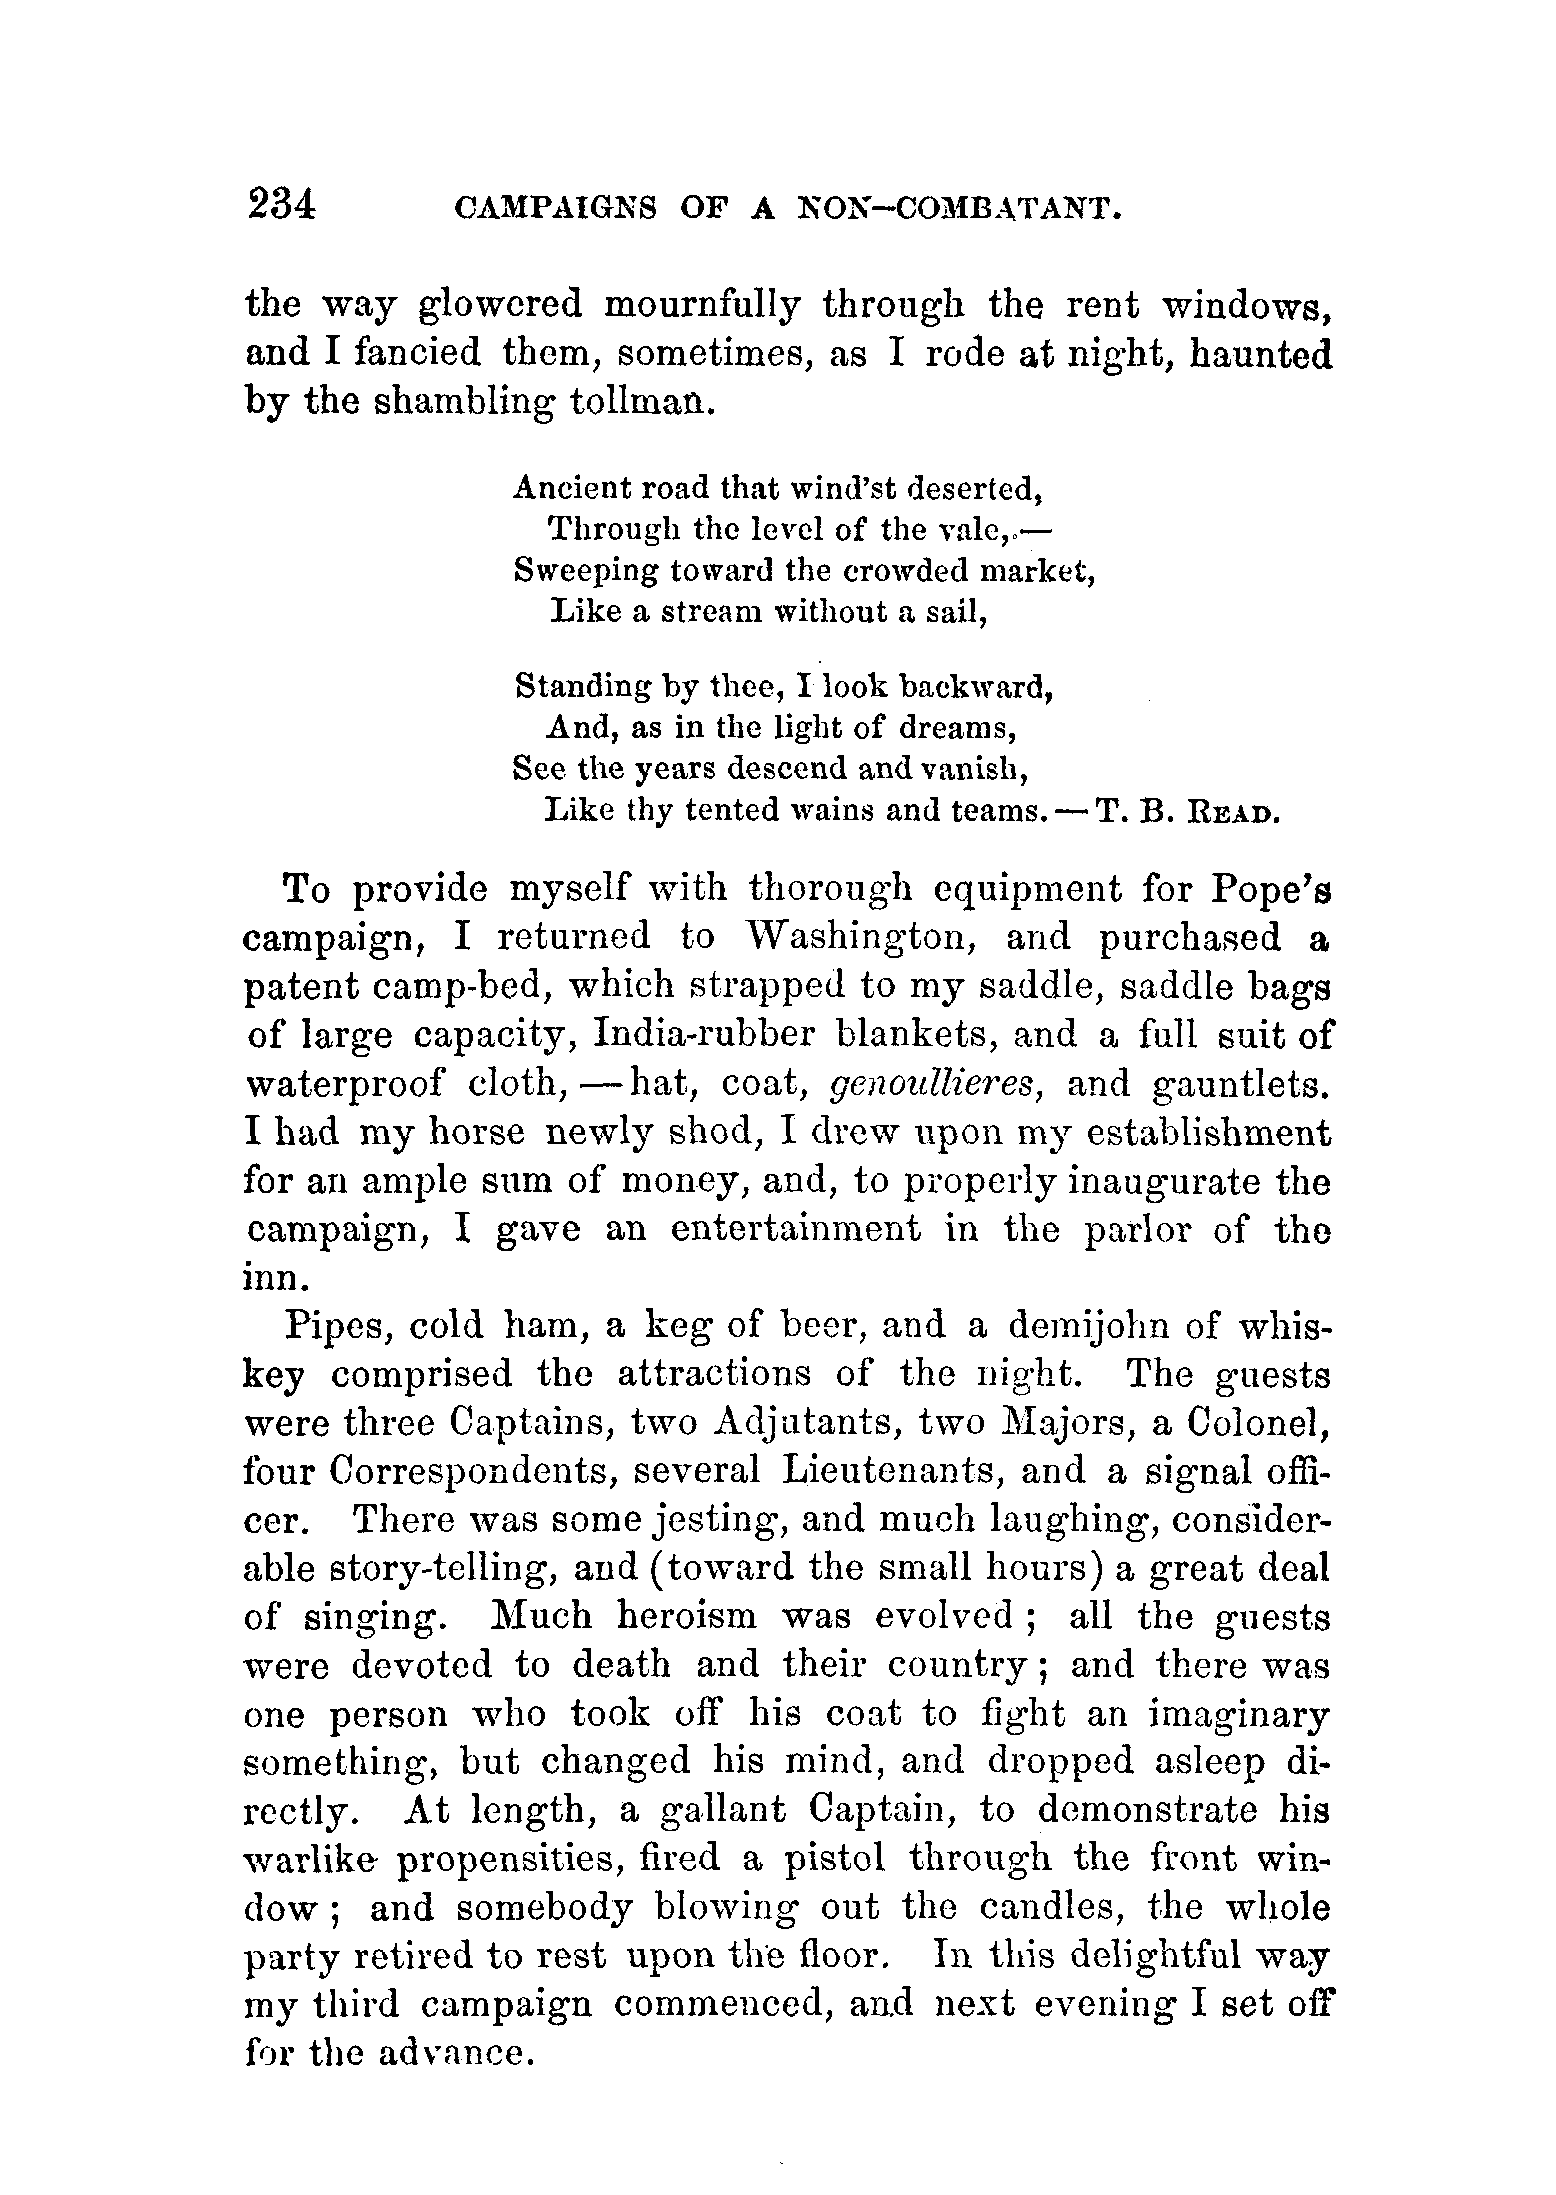 234 CAMPAIGNS OF A NON-COMBATANT.
the way glowered mournfully through the rent windows,
and I fancied them, sometimes, as I rode at night, haunted
by the shambling tollman.
Ancient road that wind'st deserted,
Through the level of the vale,.—
Sweeping toward the crowded market,
Like a stream without a sail,
Standing by thee, I look backward,
And, as in the light of dreams,
See the years descend and vanish,
Like thy tented wains and teams. — T. B. READ.
To provide myself with thorough equipment for Pope's
campaign, I returned to Washington, and purchased a
patent camp-bed, which strapped to my saddle, saddle bags
of large capacity, India-rubber blankets, and a full suit of
waterproof cloth, — hat, coat, genoullieres, and gauntlets.
I had my horse newly shod, I drew upon my establishment
for an ample sum of money, and, to properly inaugurate the
campaign, I gave an entertainment in the parlor of the
inn.
Pipes, cold ham, a keg of beer, and a demijohn of whis-
key comprised the attractions of the night. The guests
were three Captains, two Adjutants, two Majors, a Colonel,
four Correspondents, several Lieutenants, and a signal offi-
cer. There was some jesting, and much laughing, consider-
able story-telling, and (toward the small hours) a great deal
of singing. Much heroism was evolved ; all the guests
were devoted to death and their country ; and there was
one person who took off his coat to fight an imaginary
something, but changed his mind, and dropped asleep di-
rectly. At length, a gallant Captain, to demonstrate his
warlike propensities, fired a pistol through the front win-
dow ; and somebody blowing out the candles, the whole
party retired to rest upon the floor. In this delightful way
my third campaign commenced, and next evening I set off
for the advance.